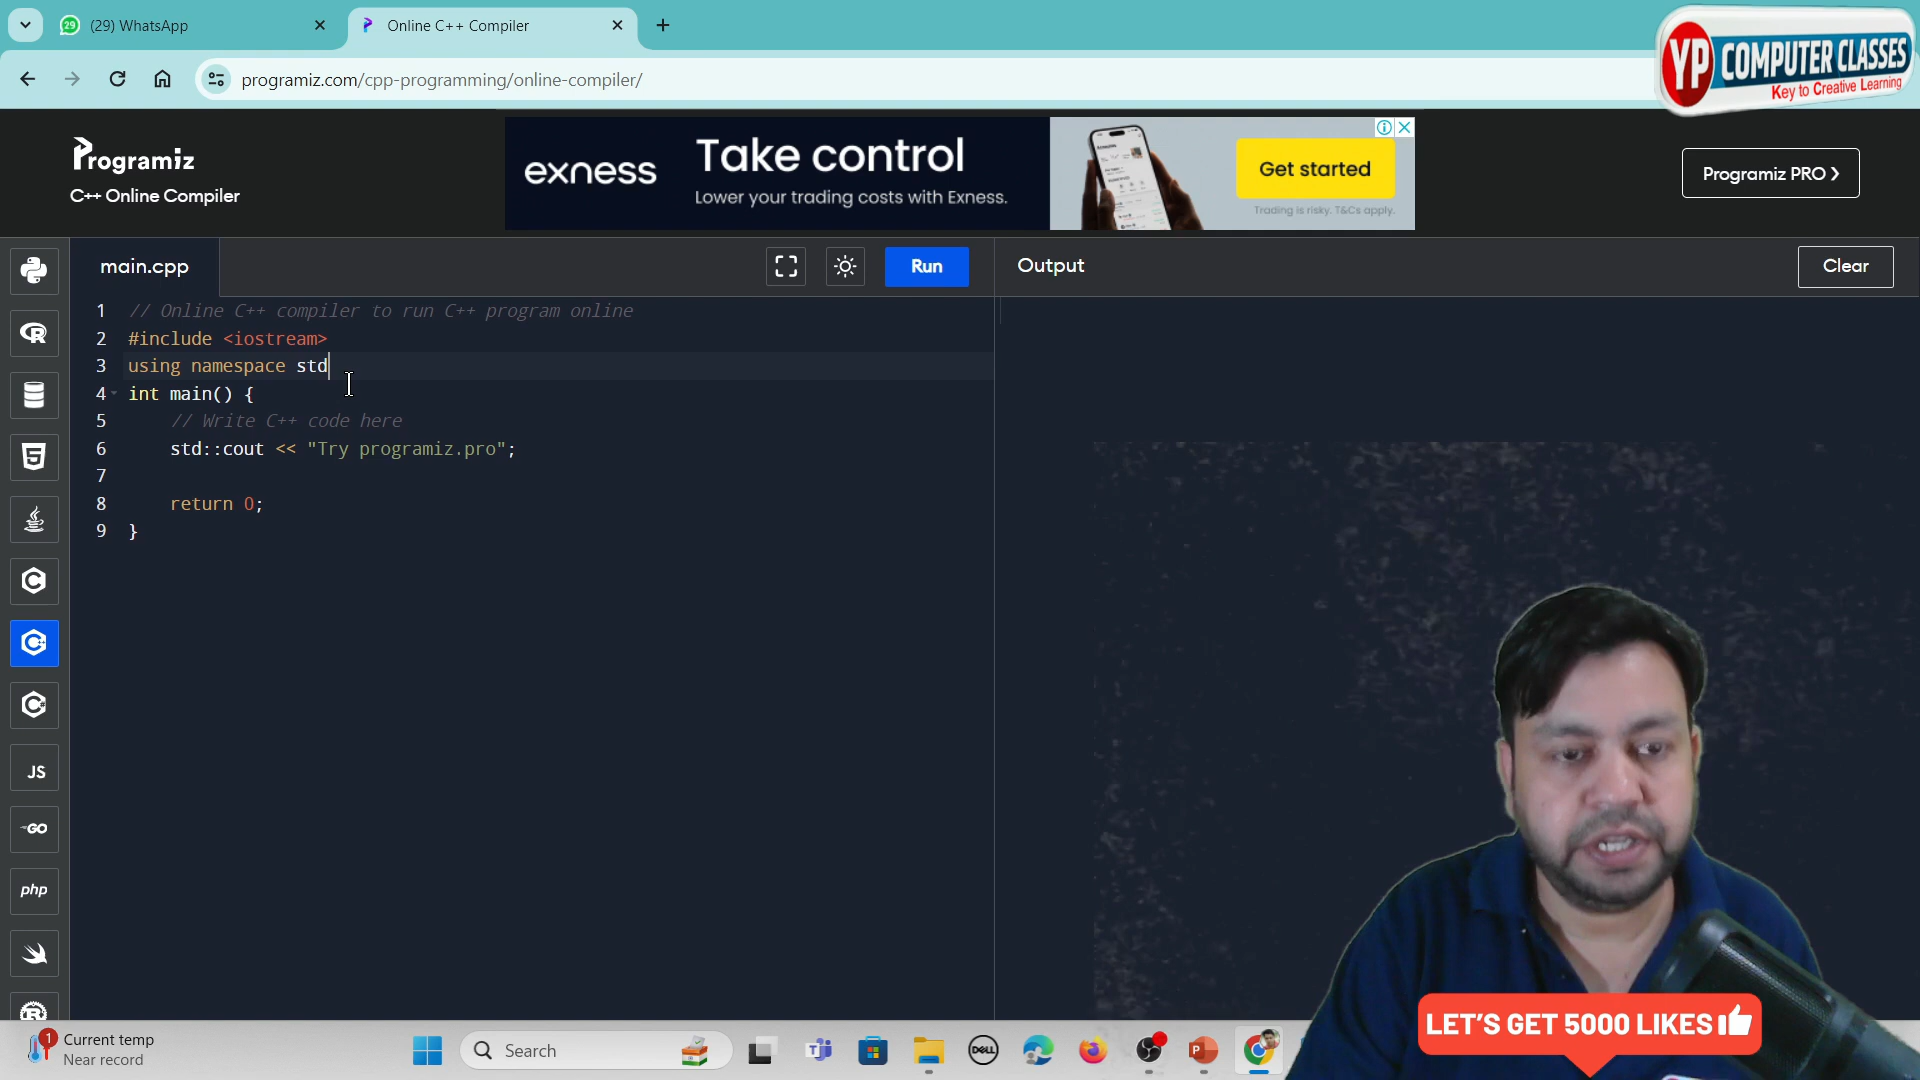 (29) WhatsApp
Online C++ Compiler
programiz.com/cpp-programming/online-compiler/
YP COMPUTER CLASSES
Key to Creative Learning
Programiz
C++ Online Compiler
exness
Take control
Lower your trading costs with Exness.
Get started
Trading is risky. T&Cs apply.
Programiz PRO >
main.cpp
Run
Output
Clear
1 // Online C++ compiler to run C++ program online
2 #include <iostream>
3 using namespace std
4 int main() {
5 // Write C++ code here
6 std::cout << "Try programiz.pro";
7
8 return 0;
9 }
JS
GO
php
LET'S GET 5000 LIKES
1
Current temp
Near record
Search
DELL